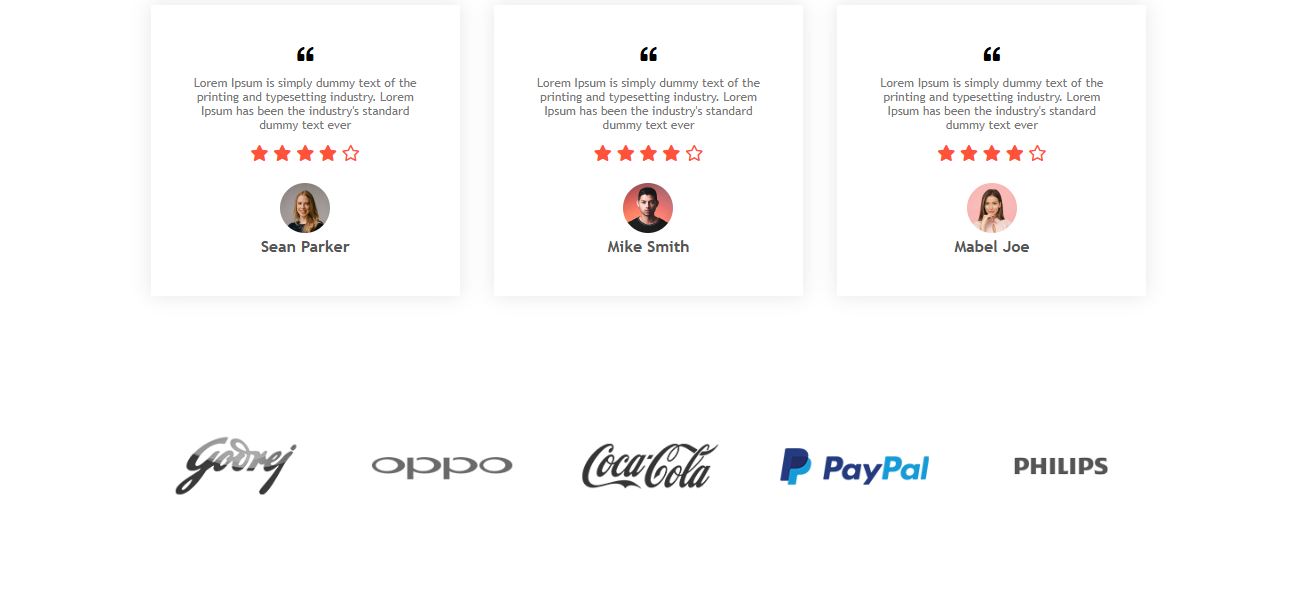 ❝
Lorem Ipsum is simply dummy text of the
printing and typesetting industry. Lorem
Ipsum has been the industry's standard
dummy text ever
Sean Parker
❝
Lorem Ipsum is simply dummy text of the
printing and typesetting industry. Lorem
Ipsum has been the industry's standard
dummy text ever
Mike Smith
❝
Lorem Ipsum is simply dummy text of the
printing and typesetting industry. Lorem
Ipsum has been the industry's standard
dummy text ever
Mabel Joe
Godrej
oppo
Coca-Cola
PayPal
PHILIPS